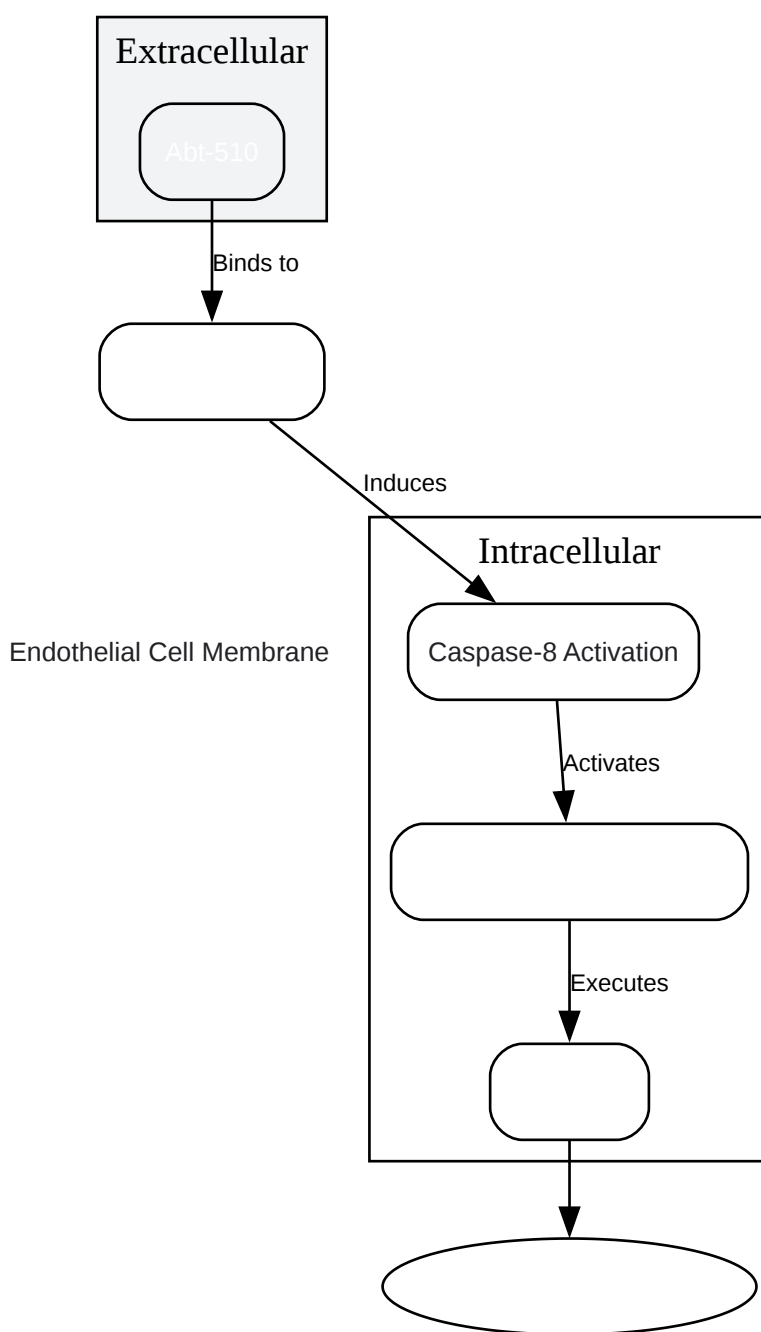 Extracellular
Abt-510
Binds to
Induces
Intracellular
Endothelial Cell Membrane
Caspase-8 Activation
Activates
Executes